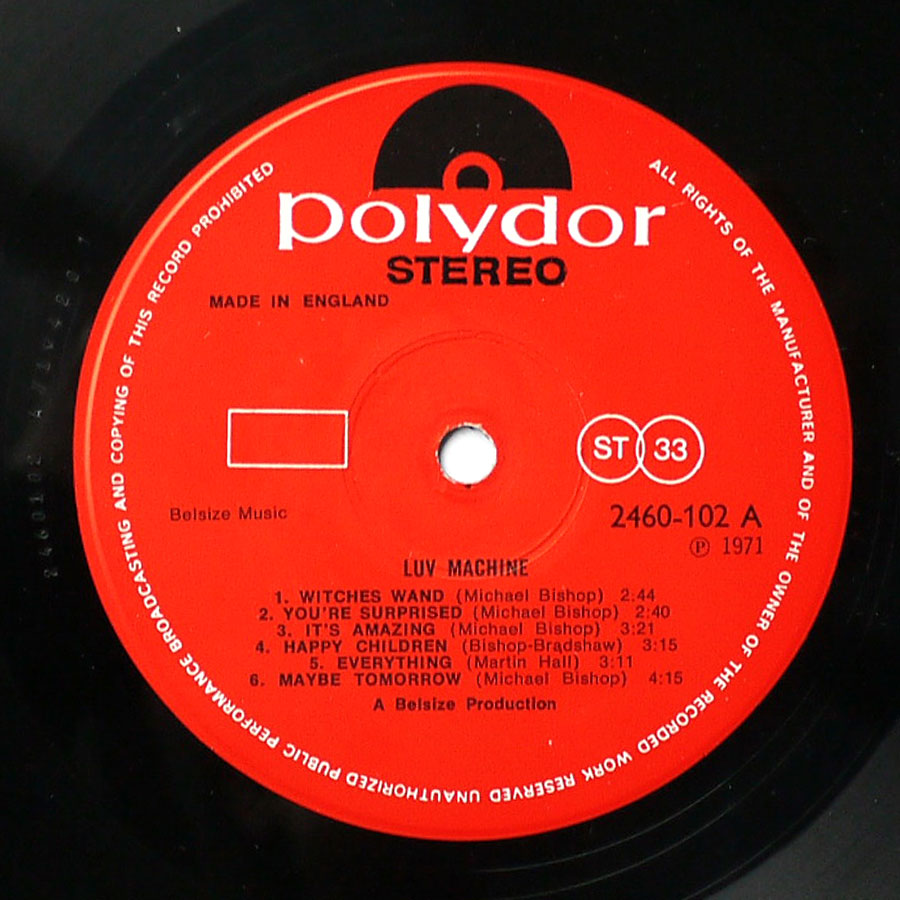 polydor
STEREO
MADE IN ENGLAND
ST 33
Belsize Music
2460-102 A
Ⓟ 1971
LUV MACHINE
1. WITCHES WAND (Michael Bishop) 2:44
2. YOU'RE SURPRISED (Michael Bishop) 2:40
3. IT'S AMAZING (Michael Bishop) 3:21
4. HAPPY CHILDREN (Bishop-Bradshaw) 3:15
5. EVERYTHING (Martin Hall) 3:11
6. MAYBE TOMORROW (Michael Bishop) 4:15
A Belsize Production
ALL RIGHTS OF THE MANUFACTURER AND OF THE OWNER OF THE RECORDED WORK RESERVED UNAUTHORIZED PUBLIC PERFORMANCE BROADCASTING AND COPYING OF THIS RECORD PROHIBITED